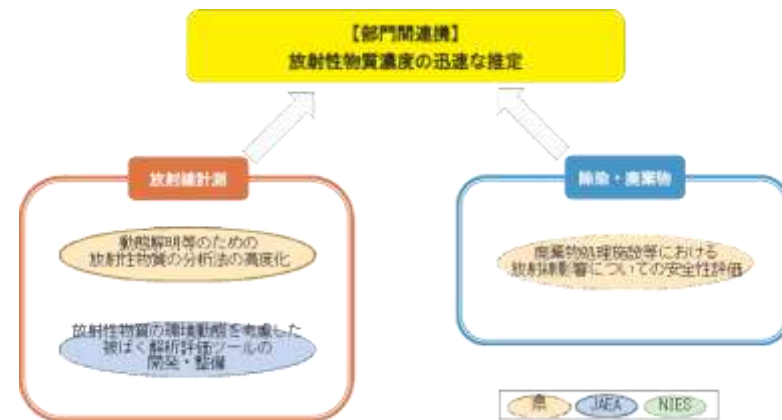 【部門間連携】
放射性物質濃度の迅速な推定
放射線計測
除染・廃棄物
動態解明等のための
放射性物質の分析法の高度化
廃棄物処理施設等における
放射線影響についての安全性評価
放射性物質の環境動態を考慮した
被ばく解析評価ツールの
開発・整備
県
JAEA
NIES